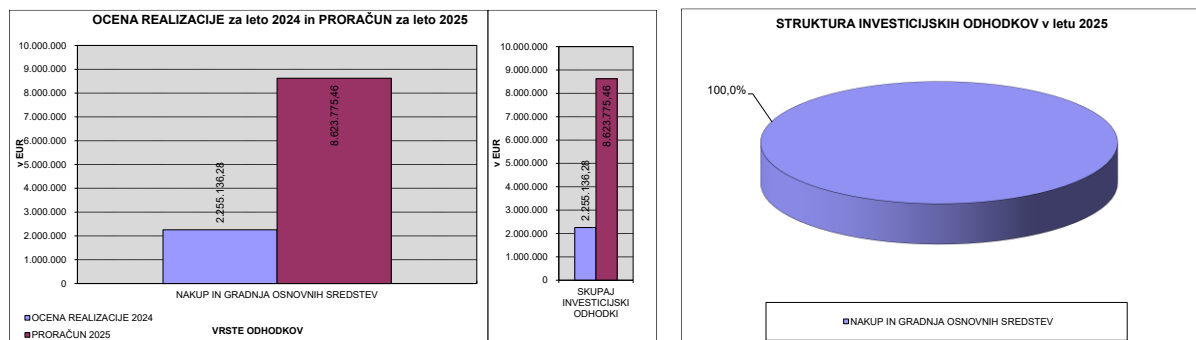 OCENA REALIZACIJE za leto 2024 in PRORAČUN za leto 2025
10.000.000
9.000.000
8.000.000
7.000.000
6.000.000
5.000.000
4.000.000
3.000.000
2.000.000
1.000.000
0
v EUR
2.255.136,28
8.623.775,46
NAKUP IN GRADNJA OSNOVNIH SREDSTEV
OCENA REALIZACIJE 2024
PRORAČUN 2025
VRSTE ODHODKOV
10.000.000
9.000.000
8.000.000
7.000.000
6.000.000
5.000.000
4.000.000
3.000.000
2.000.000
1.000.000
0
v EUR
2.255.136,28
8.623.775,46
SKUPAJ
INVESTICIJSKI
ODHODKI
STRUKTURA INVESTICIJSKIH ODHODKOV v letu 2025
100,0%
NAKUP IN GRADNJA OSNOVNIH SREDSTEV